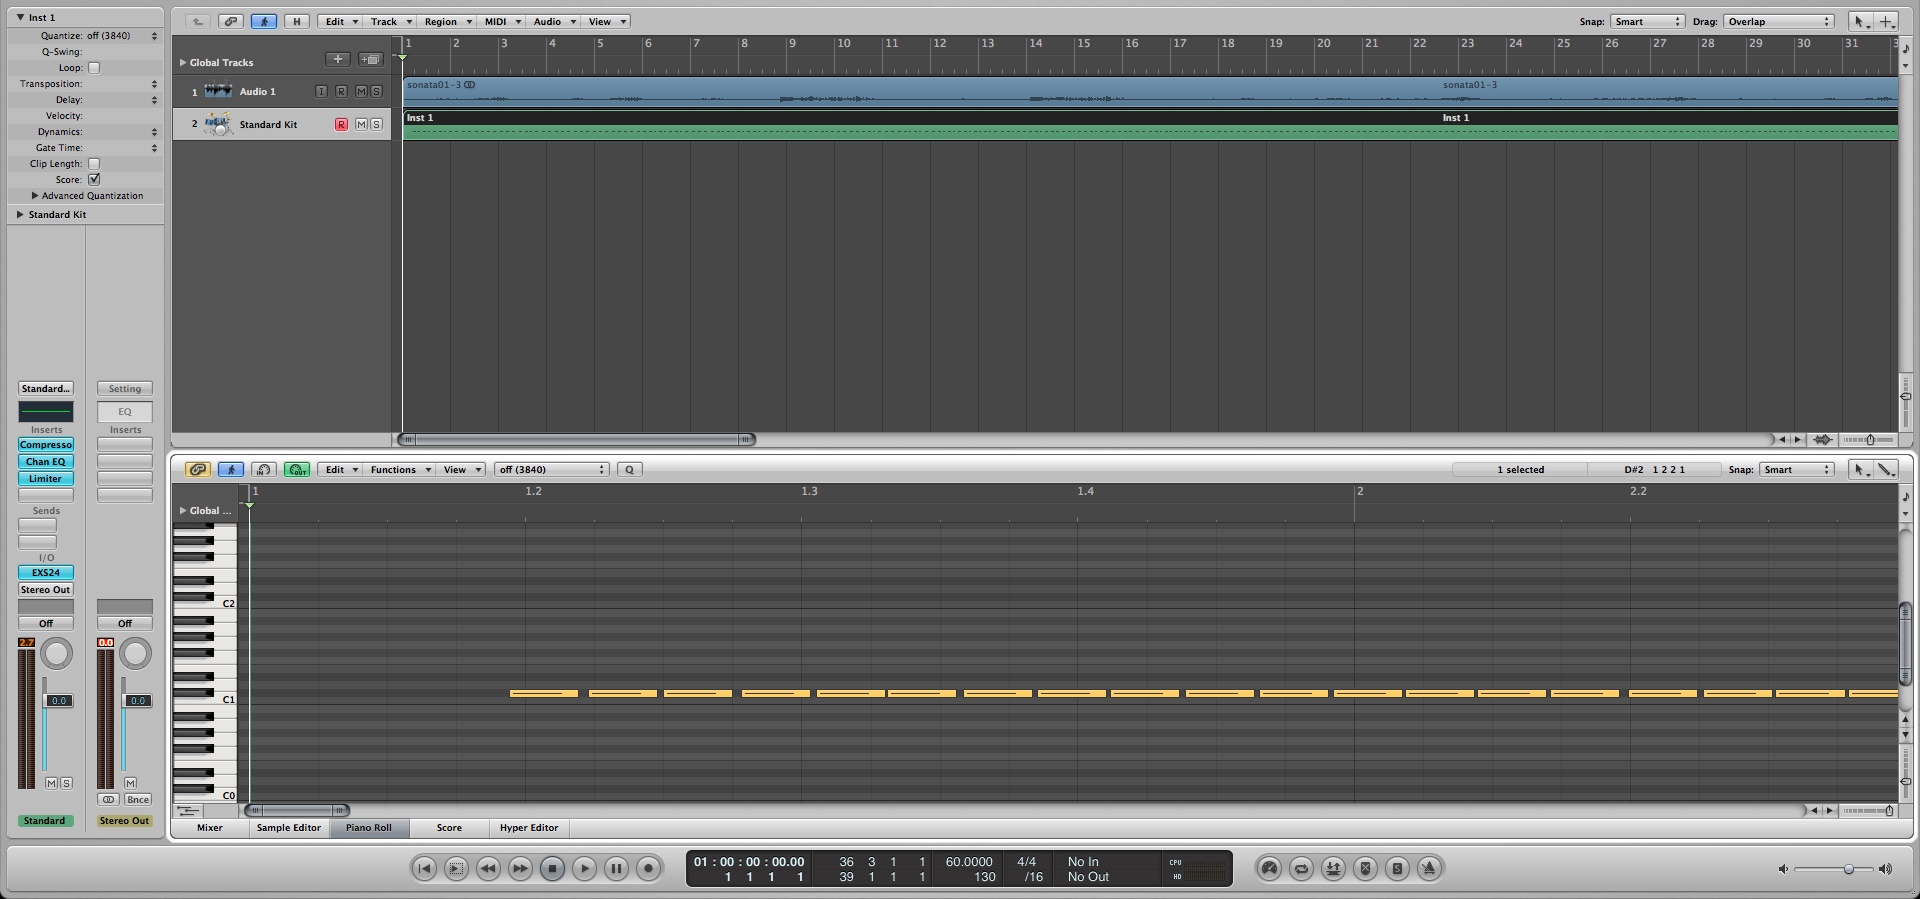 Inst 1
Quantize: off (3840)
Q-Swing:
Loop:
Transposition:
Delay:
Velocity:
Dynamics:
Gate Time:
Clip Length:
Score:
Advanced Quantization
Standard Kit
Standard... Setting
EQ
Inserts Inserts
Compresso
Chan EQ
Limiter
Sends
I/O
EXS24
Stereo Out
Off Off
2.7 0.0
0.0 0.0
M S M
Bnce
Standard Stereo Out
H Edit Track Region MIDI Audio View Snap: Smart Drag: Overlap
1 2 3 4 5 6 7 8 9 10 11 12 13 14 15 16 17 18 19 20 21 22 23 24 25 26 27 28 29 30 31 3
Global Tracks
1 Audio 1 I R M S
sonata01-3 sonata01-3
2 Standard Kit R M S
Inst 1 Inst 1
IN OUT Edit Functions View off (3840) Q 1 selected D#2 1 2 2 1 Snap: Smart
1 1.2 1.3 1.4 2 2.2
Global ...
C2
C1
C0
Mixer Sample Editor Piano Roll Score Hyper Editor
01 : 00 : 00 : 00.00 36 3 1 1 60.0000 4/4 No In CPU
1 1 1 1 39 1 1 1 130 /16 No Out HD
S